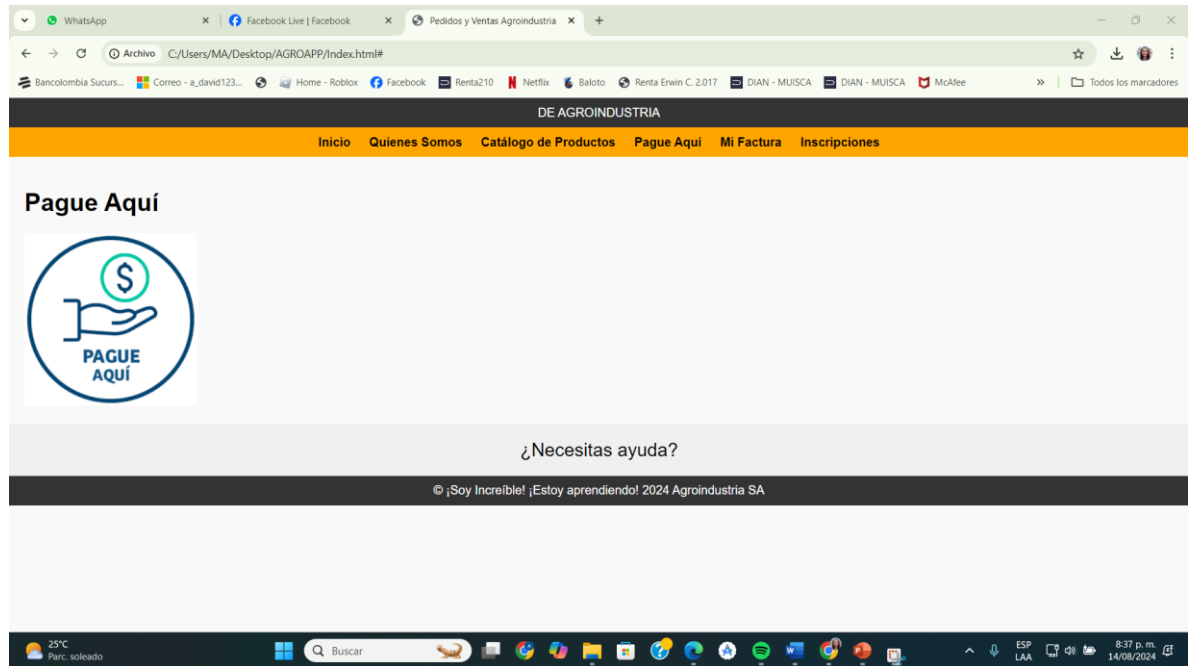 WhatsApp
Facebook Live | Facebook
Pedidos y Ventas Agroindustria
Archivo C:/Users/MA/Desktop/AGROAPP/Index.html#
Bancolombia Sucurs... Correo - a_david123... Home - Roblox Facebook Renta210 Netflix Baloto Renta Erwin C. 2.017 DIAN - MUISCA DIAN - MUISCA McAfee » Todos los marcadores
DE AGROINDUSTRIA
Inicio Quienes Somos Catálogo de Productos Pague Aquí Mi Factura Inscripciones
Pague Aquí
$
PAGUE
AQUÍ
¿Necesitas ayuda?
© ¡Soy Increíble! ¡Estoy aprendiendo! 2024 Agroindustria SA
25°C
Parc. soleado
Buscar
ESP
LAA
8:37 p. m.
14/08/2024